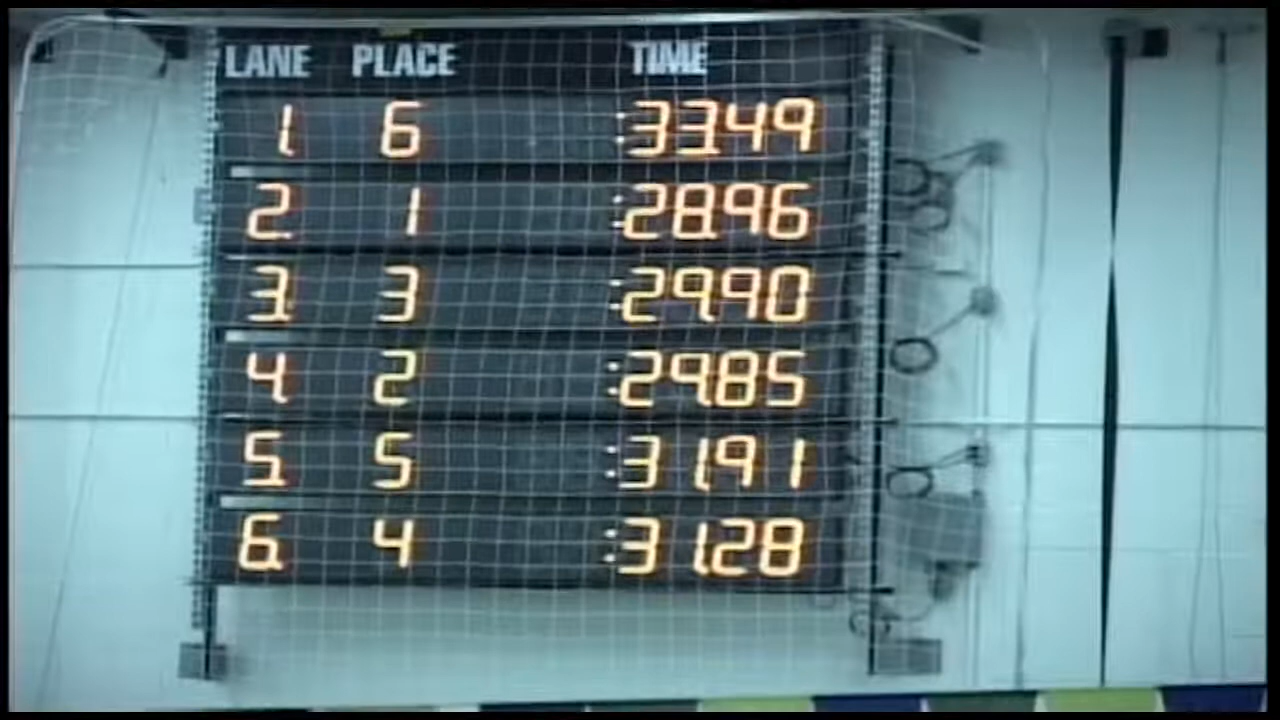 LANE PLACE TIME
1 6 :33.49
2. 1 :28.96
3. 3 :29.90
4. 2 :29.85
5. 5 :31.91
6. 4 :31.28